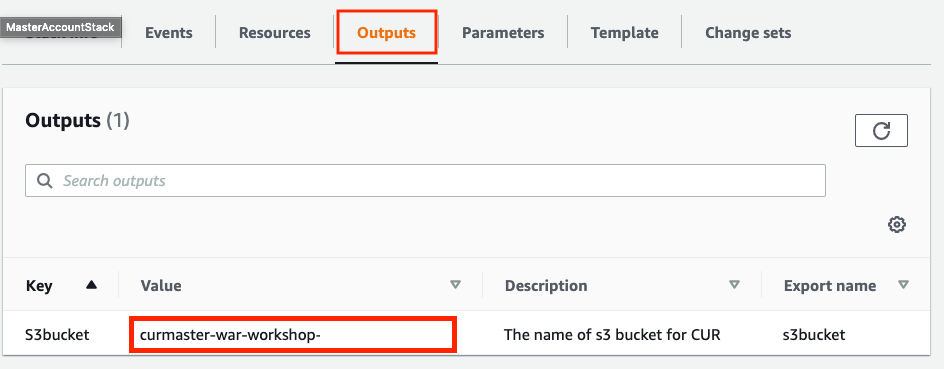 MasterAccountStack
Events
Resources
Outputs
Parameters
Template
Change sets
Outputs (1)
Search outputs
Key
Value
Description
Export name
S3bucket
curmaster-war-workshop-
The name of s3 bucket for CUR
s3bucket